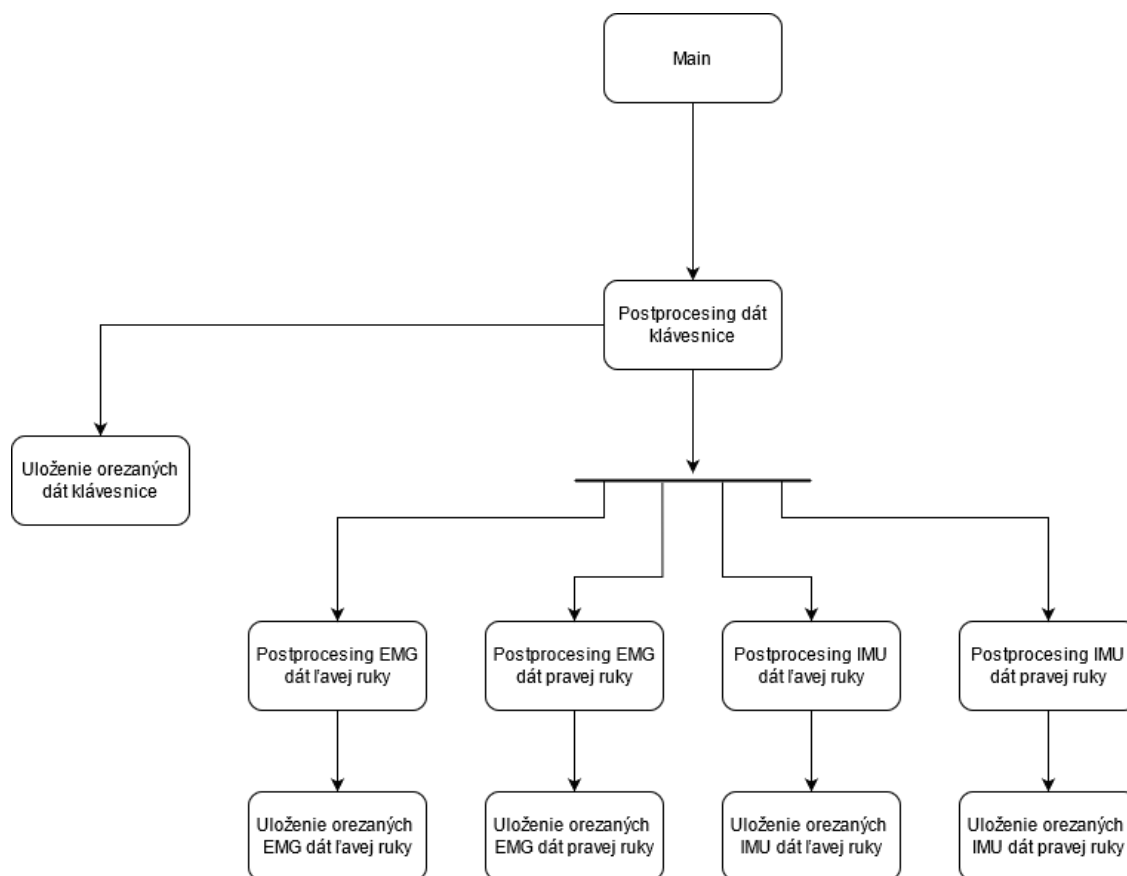 Main
Postprocesing dát
klávesnice
Uloženie orezaných
dát klávesnice
Postprocesing EMG
dát ľavej ruky
Postprocesing EMG
dát pravej ruky
Postprocesing IMU
dát ľavej ruky
Postprocesing IMU
dát pravej ruky
Uloženie orezaných
EMG dát ľavej ruky
Uloženie orezaných
EMG dát pravej ruky
Uloženie orezaných
IMU dát ľavej ruky
Uloženie orezaných
IMU dát pravej ruky